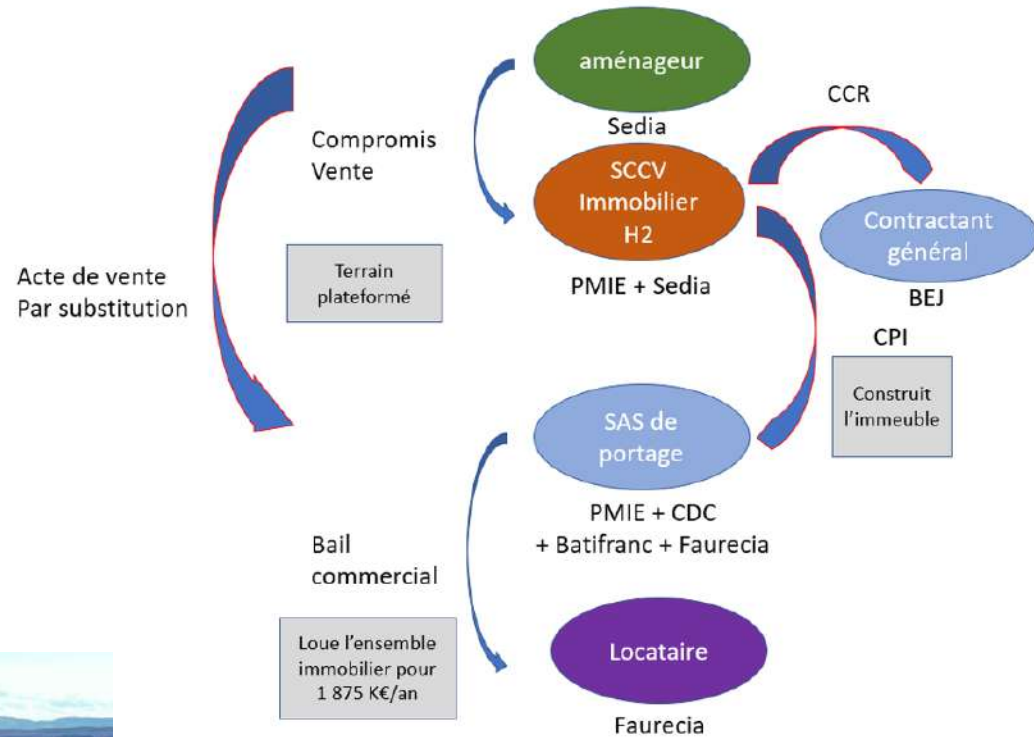 aménageur
Sedia
CCR
Compromis
Vente
SCCV
Immobilier
H2
Contractant
général
Acte de vente
Par substitution
Terrain
plateformé
PMIE + Sedia
BEJ
CPI
Construit
l'immeuble
SAS de
portage
PMIE + CDC
+ Batifranc + Faurecia
Bail
commercial
Loue l'ensemble
immobilier pour
1 875 K€/an
Locataire
Faurecia